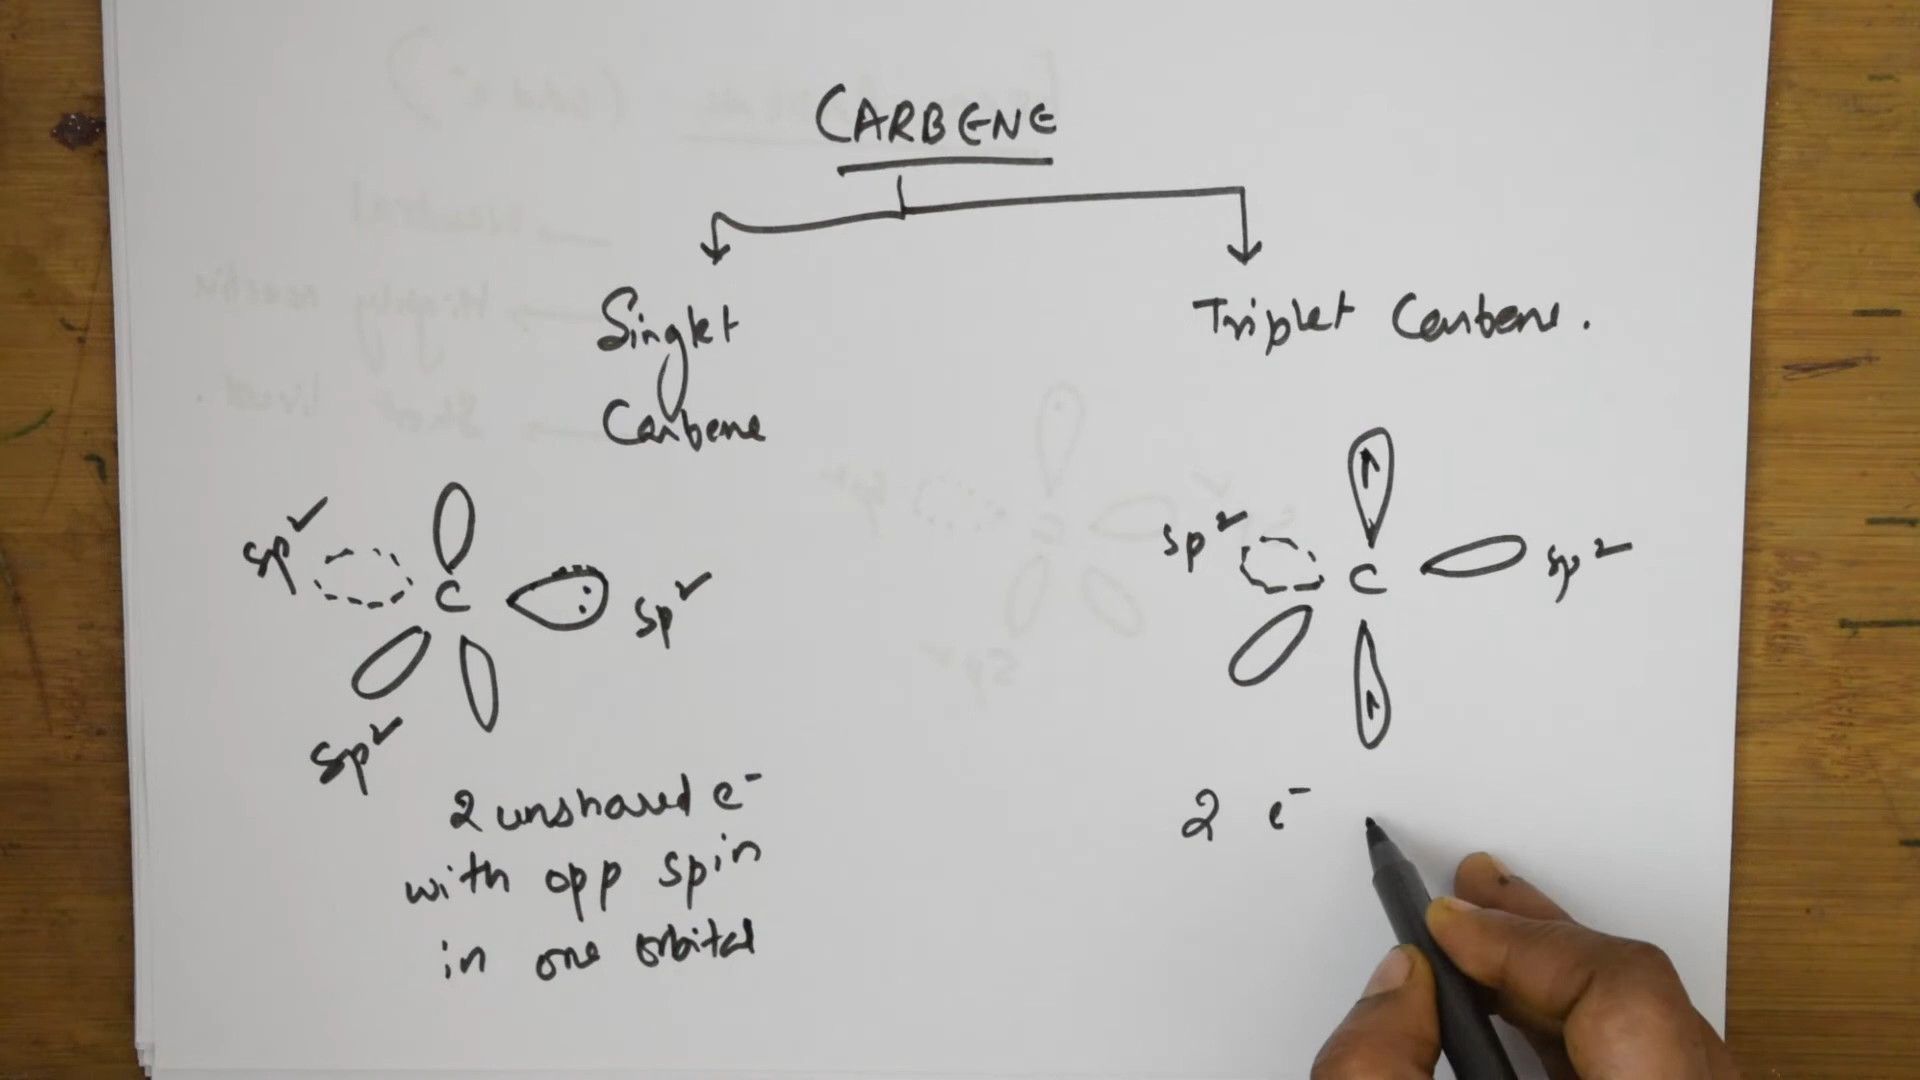 CARBENE
Singlet
Carbene
Triplet Carbene.
sp²
C
sp²
sp²
sp²
C
sp²
2 unshared e⁻
with opp spin
in one orbital
2 e⁻